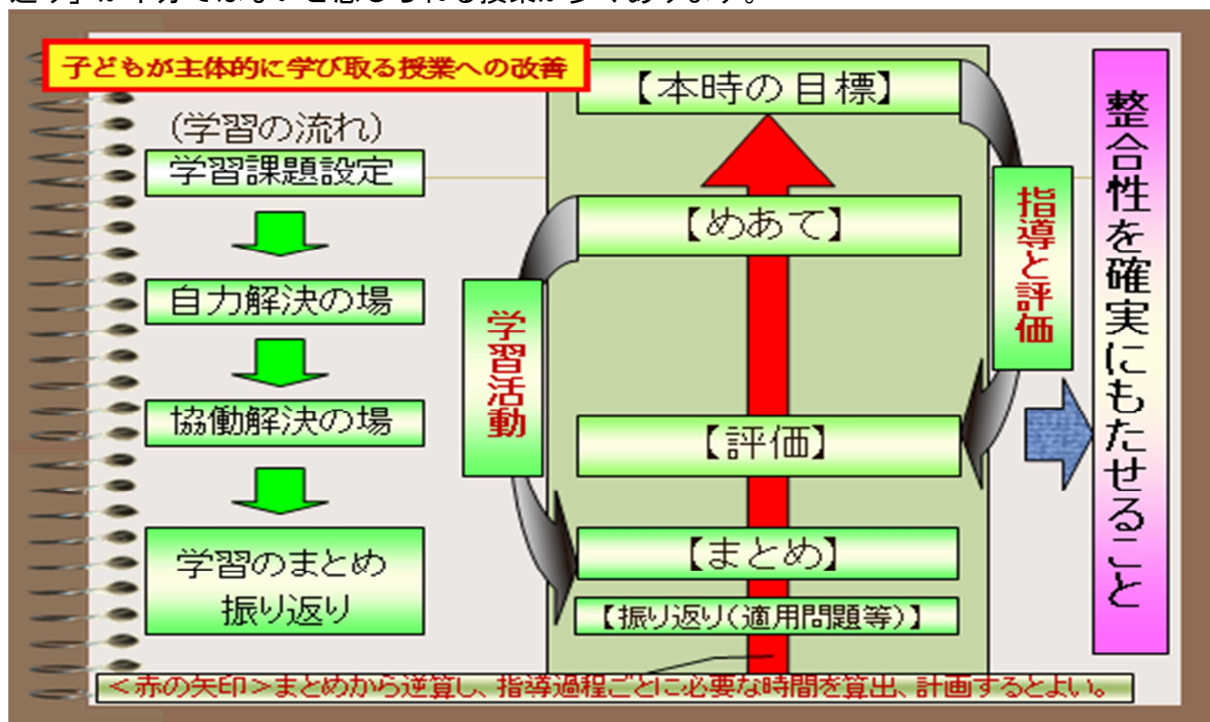 子どもが主体的に学び取る授業への改善
(学習の流れ)
学習課題設定
自力解決の場
協働解決の場
学習のまとめ
振り返り
【本時の目標】
【めあて】
学習活動
指導と評価
【評価】
【まとめ】
【振り返り(適用問題等)】
整合性を確実にもたせること
＜赤の矢印＞まとめから逆算し、指導過程ごとに必要な時間を算出、計画するとよい。